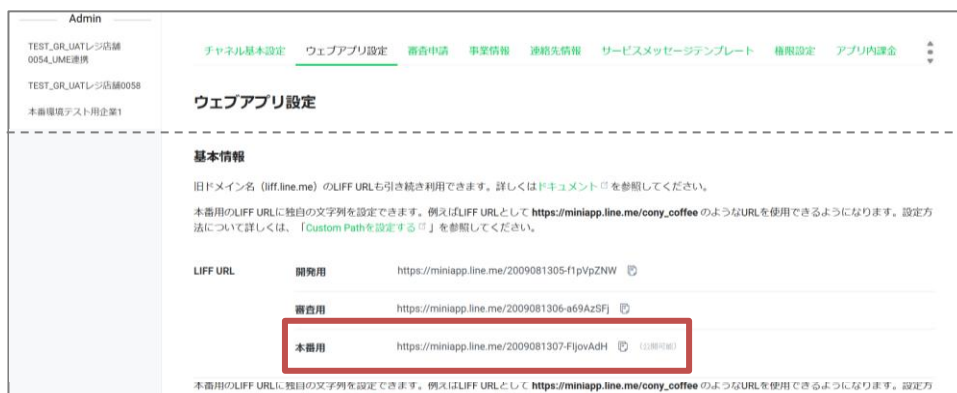 Admin
TEST_GR_UATレジ店舗
0054_UME連携
TEST_GR_UATレジ店舗0058
本番環境テスト用企業1
チャネル基本設定 ウェブアプリ設定 審査申請 事業情報 連絡先情報 サービスメッセージテンプレート 権限設定 アプリ内課金
ウェブアプリ設定
基本情報
旧ドメイン名（liff.line.me）のLIFF URLも引き続き利用できます。詳しくはドキュメントを参照してください。
本番用のLIFF URLに独自の文字列を設定できます。例えばLIFF URLとして https://miniapp.line.me/cony_coffee のようなURLを使用できるようになります。設定方
法について詳しくは、「Custom Pathを設定する」を参照してください。
LIFF URL 開発用 https://miniapp.line.me/2009081305-f1pVpZNW
審査用 https://miniapp.line.me/2009081306-a69AzSFj
本番用 https://miniapp.line.me/2009081307-FIjovAdH
本番用のLIFF URLに独自の文字列を設定できます。例えばLIFF URLとして https://miniapp.line.me/cony_coffee のようなURLを使用できるようになります。設定方